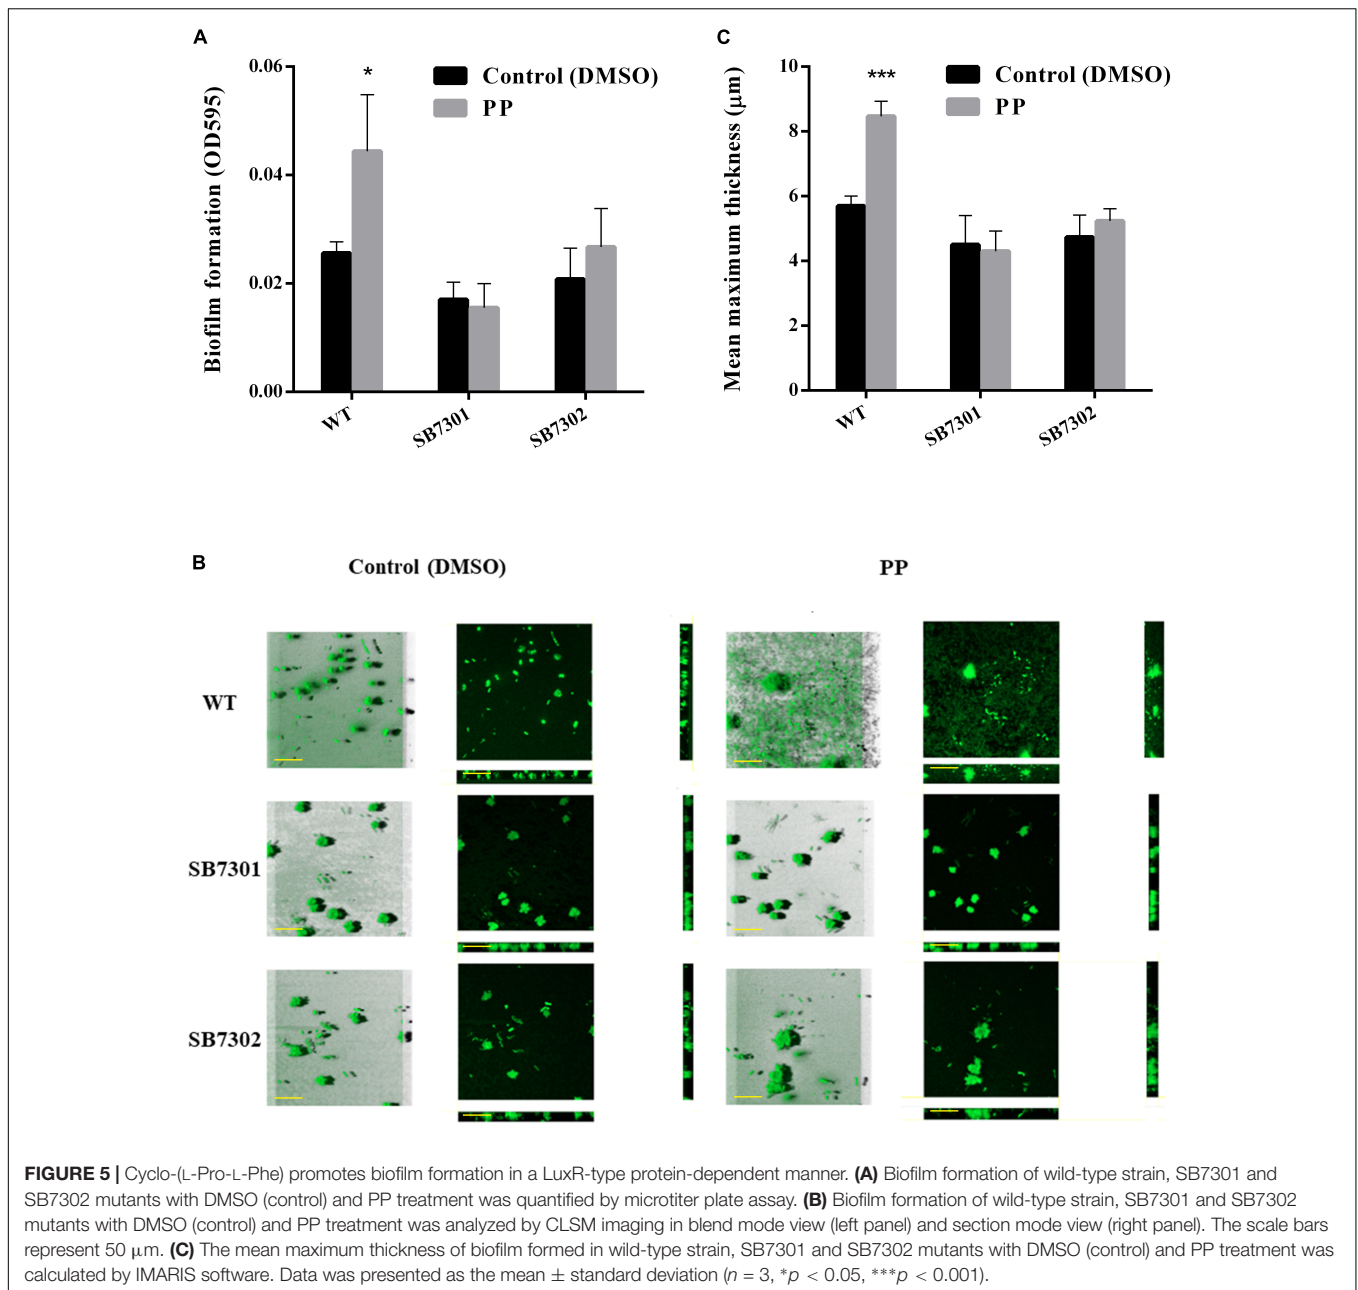 A
0.06
0.04
0.02
0.00
Biofilm formation (OD595)
*
Control (DMSO)
PP
WT
SB7301
SB7302
C
10
8
6
4
2
0
Mean maximum thickness (μm)
***
Control (DMSO)
PP
WT
SB7301
SB7302
B
Control (DMSO)
PP
WT
SB7301
SB7302
FIGURE 5 | Cyclo-(L-Pro-L-Phe) promotes biofilm formation in a LuxR-type protein-dependent manner. (A) Biofilm formation of wild-type strain, SB7301 and
SB7302 mutants with DMSO (control) and PP treatment was quantified by microtiter plate assay. (B) Biofilm formation of wild-type strain, SB7301 and SB7302
mutants with DMSO (control) and PP treatment was analyzed by CLSM imaging in blend mode view (left panel) and section mode view (right panel). The scale bars
represent 50 μm. (C) The mean maximum thickness of biofilm formed in wild-type strain, SB7301 and SB7302 mutants with DMSO (control) and PP treatment was
calculated by IMARIS software. Data was presented as the mean ± standard deviation (n = 3, *p < 0.05, ***p < 0.001).